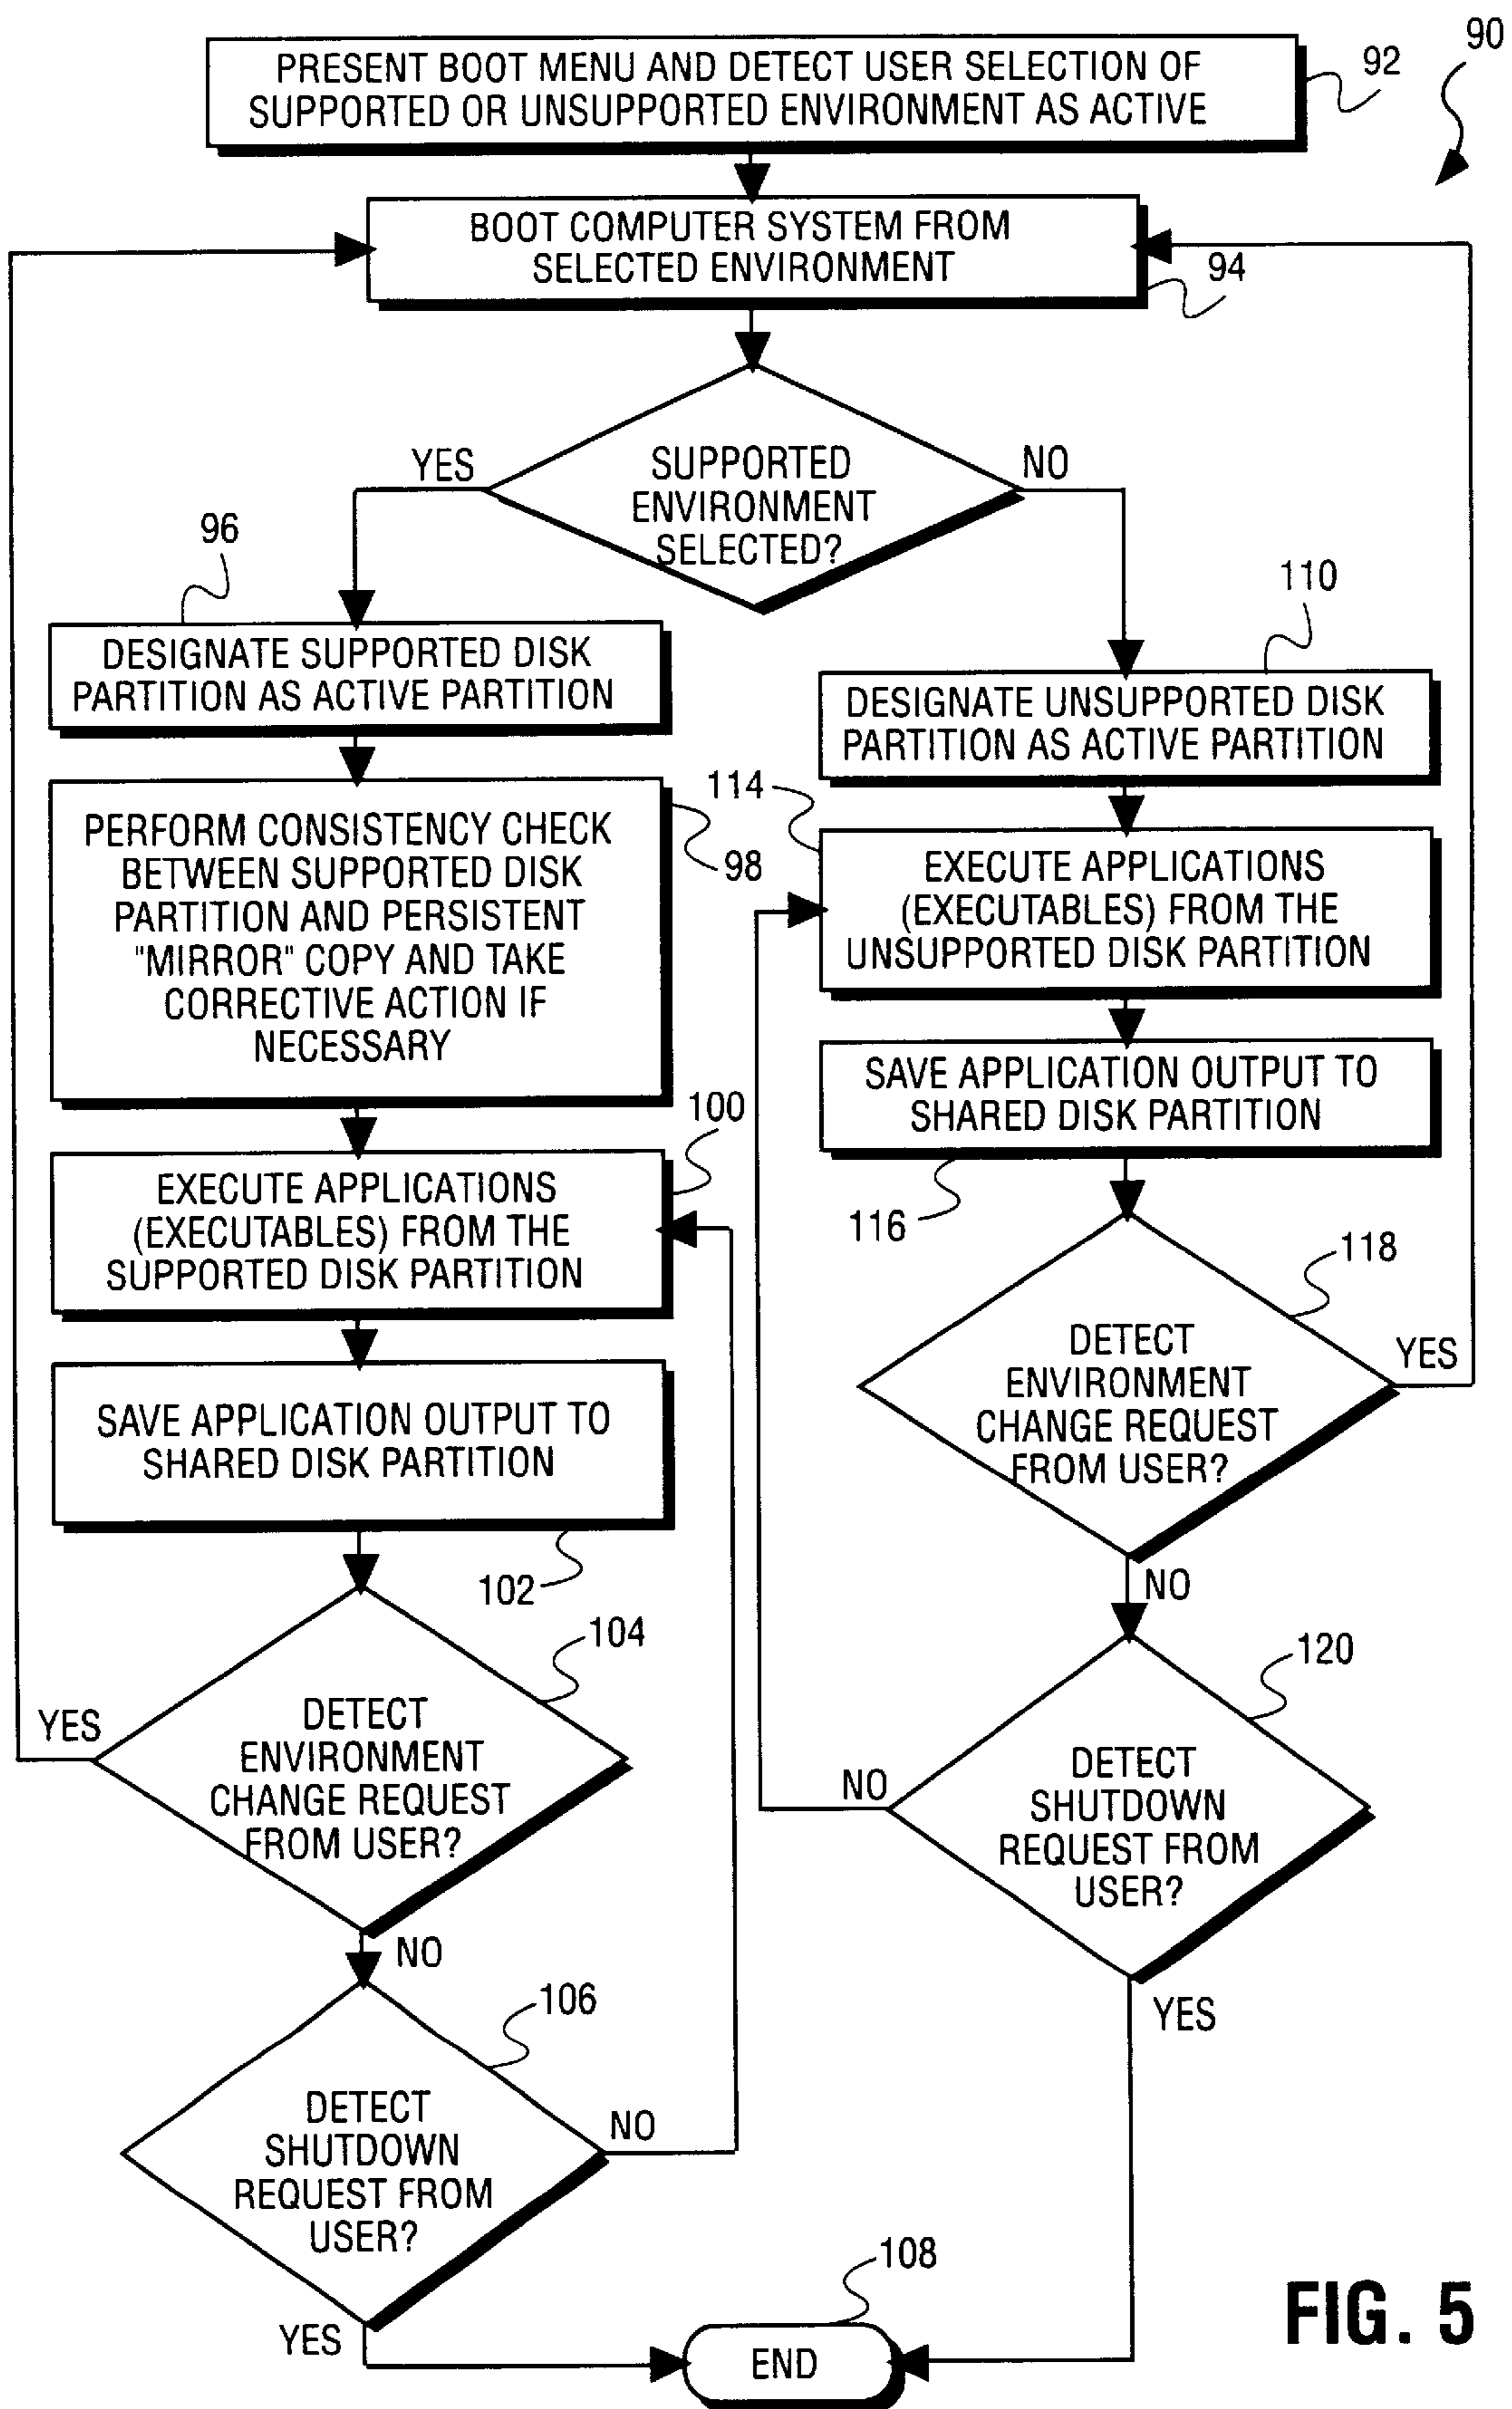 90
PRESENT BOOT MENU AND DETECT USER SELECTION OF
SUPPORTED OR UNSUPPORTED ENVIRONMENT AS ACTIVE
92
BOOT COMPUTER SYSTEM FROM
SELECTED ENVIRONMENT
94
SUPPORTED
ENVIRONMENT
SELECTED?
YES
NO
96
DESIGNATE SUPPORTED DISK
PARTITION AS ACTIVE PARTITION
PERFORM CONSISTENCY CHECK
BETWEEN SUPPORTED DISK
PARTITION AND PERSISTENT
"MIRROR" COPY AND TAKE
CORRECTIVE ACTION IF
NECESSARY
98
100
EXECUTE APPLICATIONS
(EXECUTABLES) FROM THE
SUPPORTED DISK PARTITION
SAVE APPLICATION OUTPUT TO
SHARED DISK PARTITION
102
104
DETECT
ENVIRONMENT
CHANGE REQUEST
FROM USER?
YES
NO
106
DETECT
SHUTDOWN
REQUEST FROM
USER?
NO
YES
110
DESIGNATE UNSUPPORTED DISK
PARTITION AS ACTIVE PARTITION
114
EXECUTE APPLICATIONS
(EXECUTABLES) FROM THE
UNSUPPORTED DISK PARTITION
SAVE APPLICATION OUTPUT TO
SHARED DISK PARTITION
116
118
DETECT
ENVIRONMENT
CHANGE REQUEST
FROM USER?
YES
NO
120
DETECT
SHUTDOWN
REQUEST FROM
USER?
NO
YES
108
END
FIG. 5